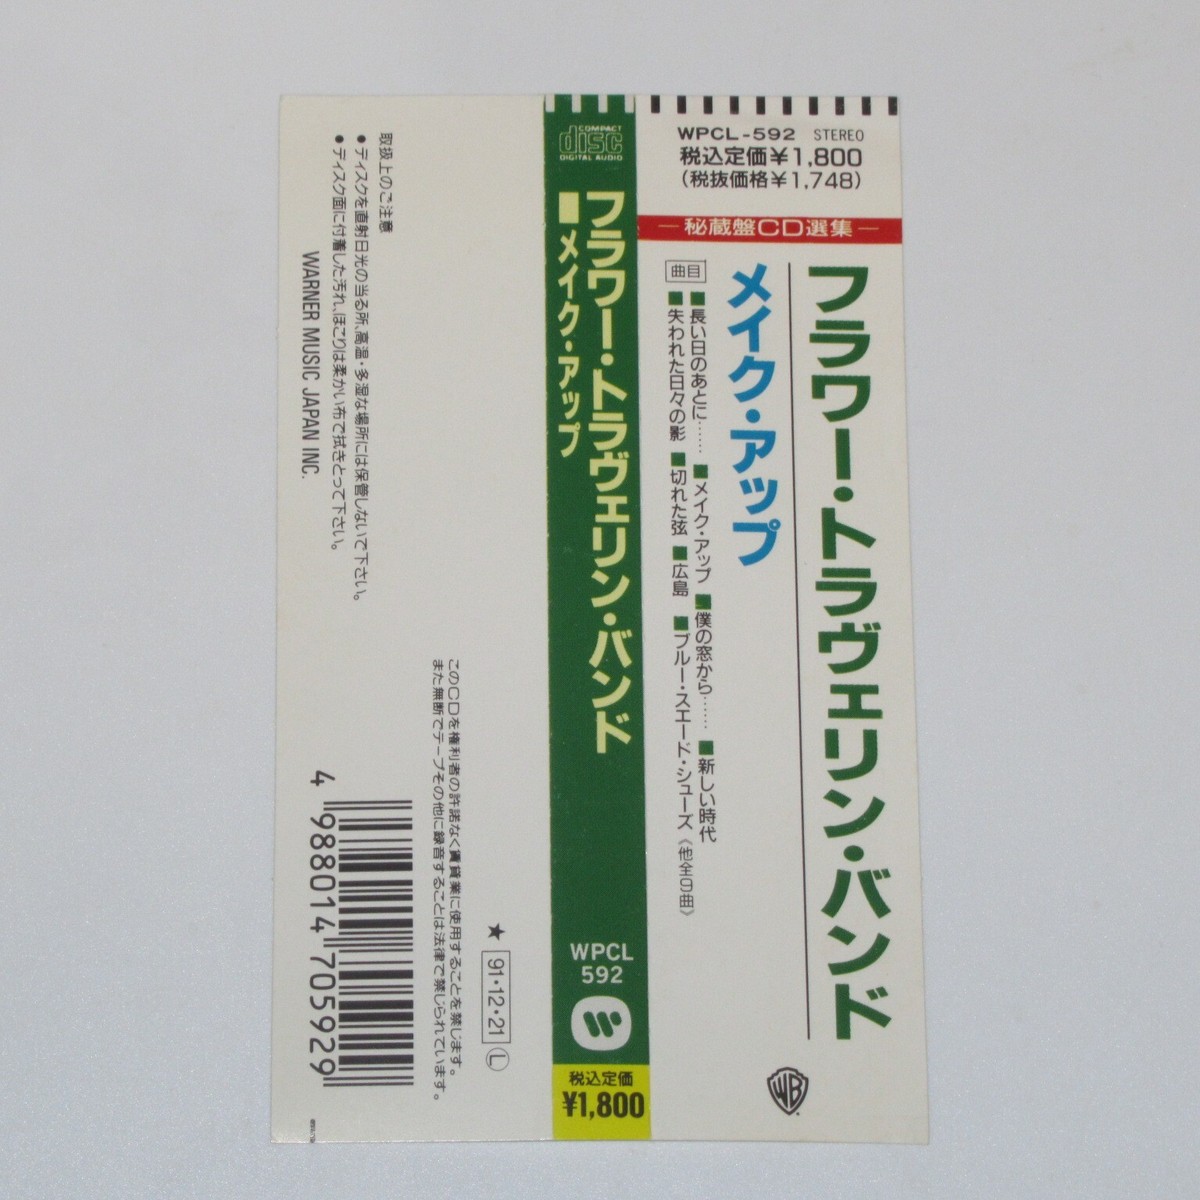 WPCL-592 STEREO
税込定価¥1,800
(税抜価格¥1,748)
秘蔵盤CD選集
フラワー・トラヴェリン・バンド
メイク・アップ
曲目
■長い日のあとに…… ■メイク・アップ ■僕の窓から…… ■新しい時代
■失われた日々の影 ■切れた弦 ■広島 ■ブルー・スエード・シューズ 《他全9曲》
WB
COMPACT
disc
DIGITAL AUDIO
フラワー・トラヴェリン・バンド
■メイク・アップ
WPCL
592
税込定価
¥1,800
★ 91・12・21 Ⓛ
このCDを権利者の許諾なく賃貸業に使用することを禁じます。
また無断でテープその他に録音することは法律で禁じられています。
取扱上のご注意
●ディスクを直射日光の当る所、高温・多湿な場所には保管しないで下さい。
●ディスク面に付着した汚れ、ほこりは柔かい布で拭きとって下さい。
WARNER MUSIC JAPAN INC.
4 988014 705929